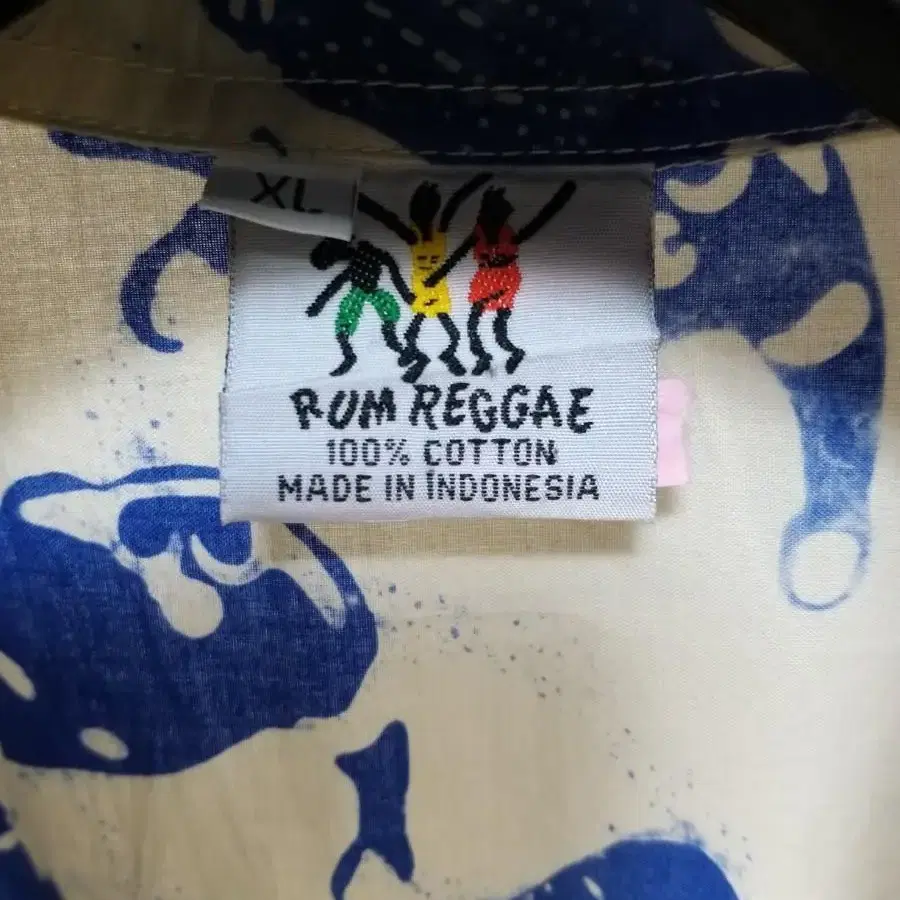 XL
RUM REGGAE
100% COTTON
MADE IN INDONESIA